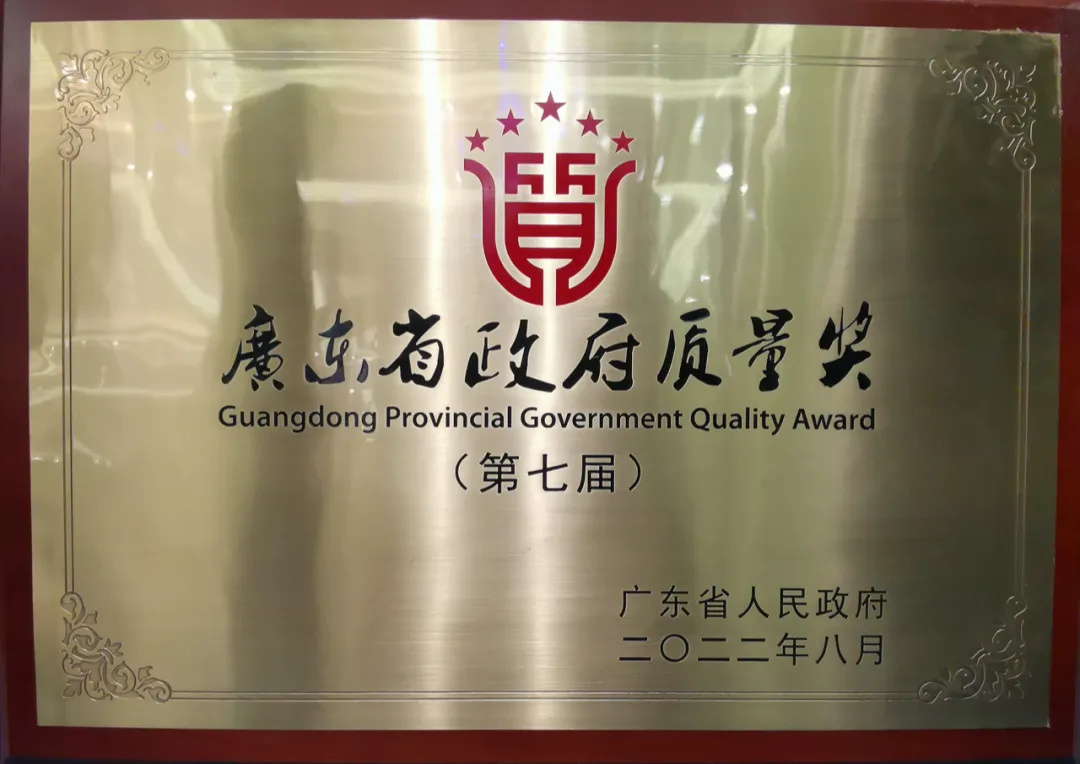 廣东省政府质量奖
Guangdong Provincial Government Quality Award
（第七届）
广东省人民政府
二〇二二年八月